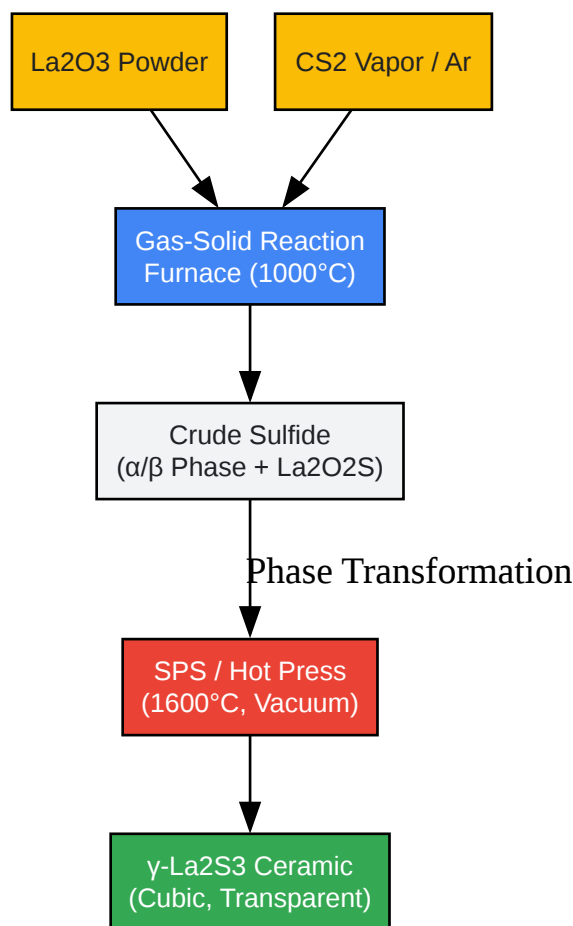 La2O3 Powder
CS2 Vapor / Ar
Gas-Solid Reaction
Furnace (1000°C)
Crude Sulfide
(α/β Phase + La2O2S)
Phase Transformation
SPS / Hot Press
(1600°C, Vacuum)
γ-La2S3 Ceramic
(Cubic, Transparent)